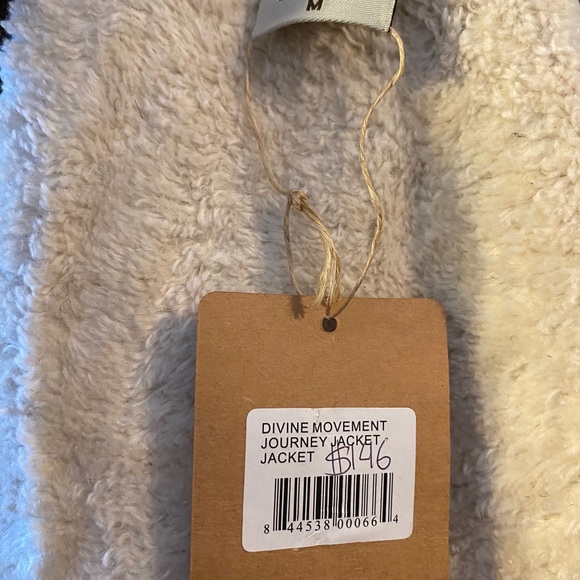 M
DIVINE MOVEMENT
JOURNEY JACKET
JACKET $146
8 44538 00066 4